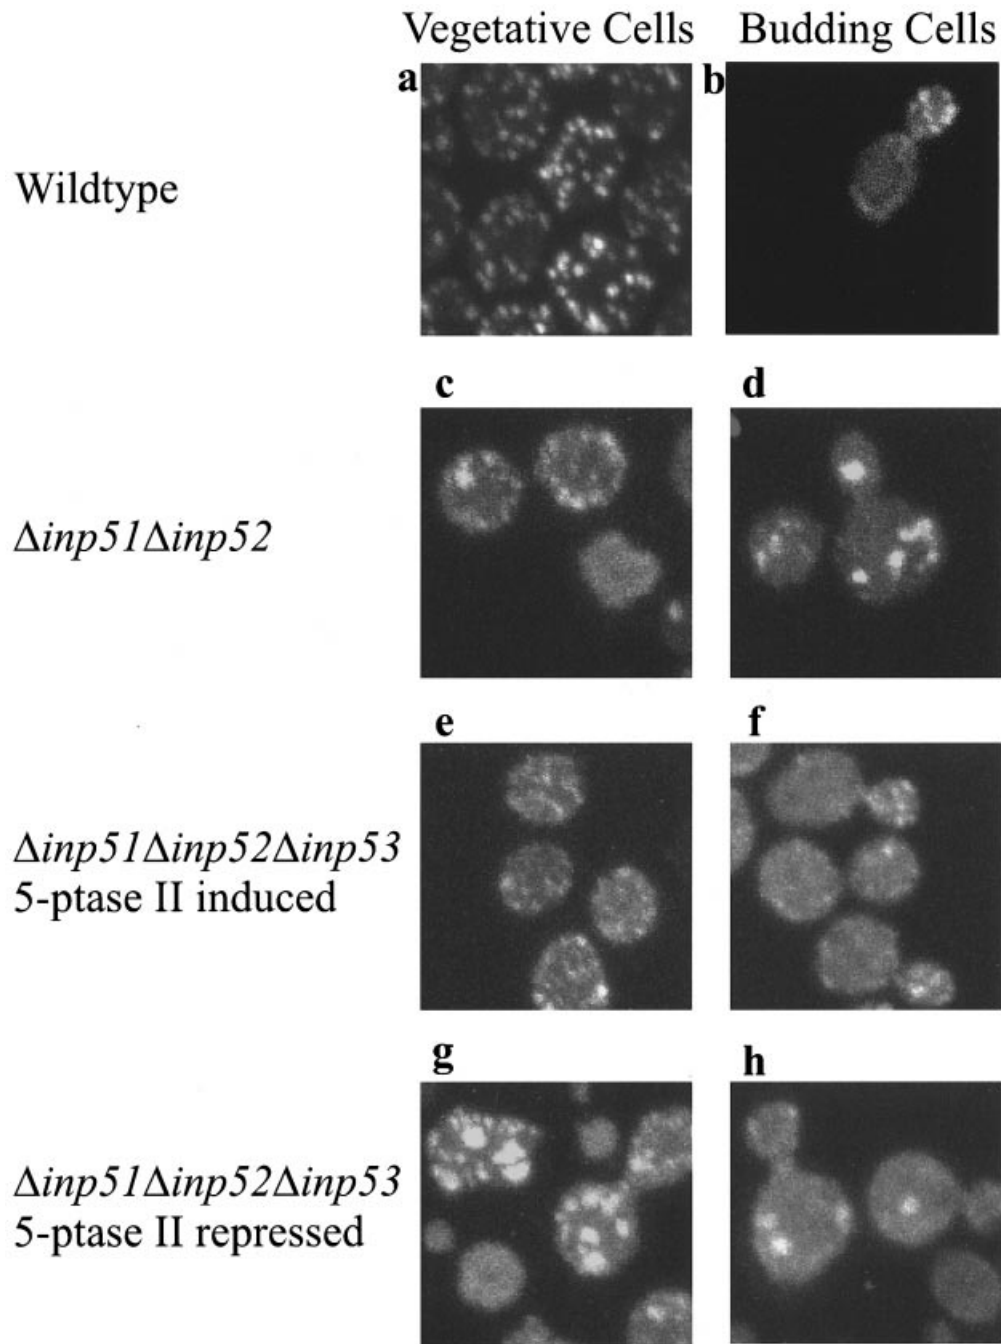 Vegetative Cells Budding Cells
a b
Wildtype
c d
Δinp51Δinp52
e f
Δinp51Δinp52Δinp53
5-ptase II induced
g h
Δinp51Δinp52Δinp53
5-ptase II repressed